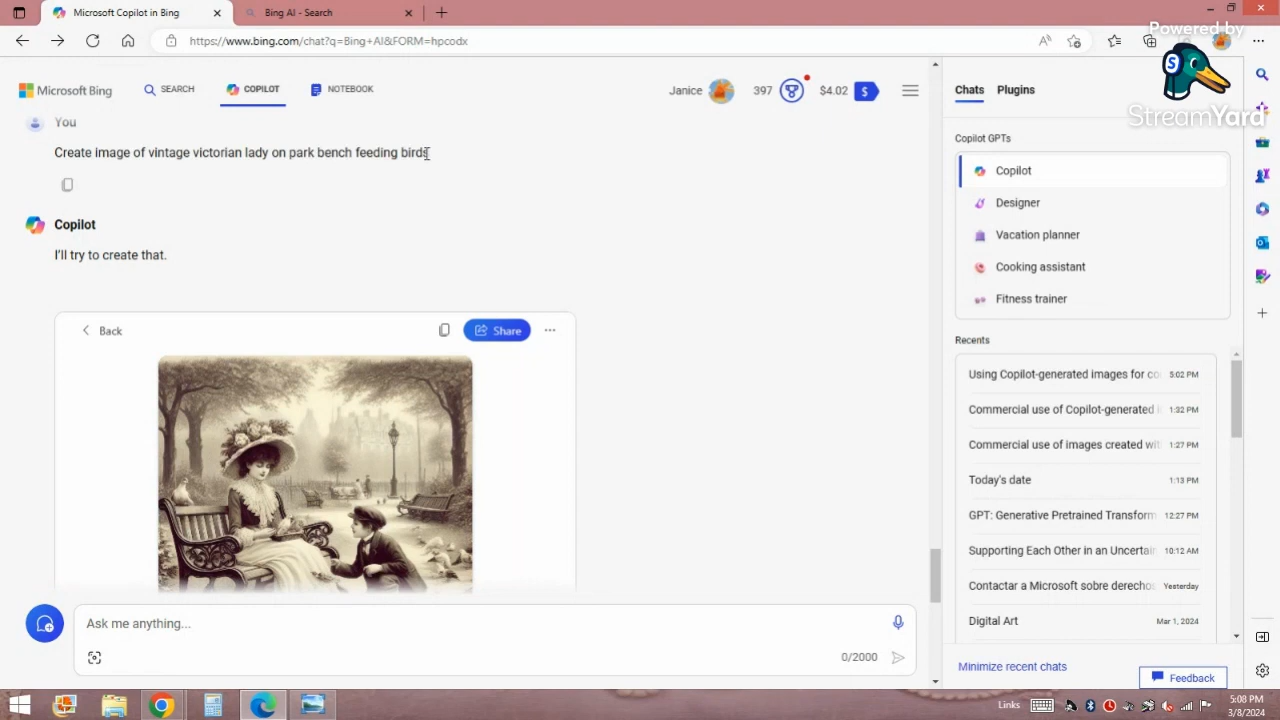 Microsoft Copilot in Bing
Bing AI - Search
https://www.bing.com/chat?q=Bing+AI&FORM=hpcodx
Powered by
StreamYard
Microsoft Bing
SEARCH
COPILOT
NOTEBOOK
Janice
397
$4.02
$
Chats
Plugins
You
Create image of vintage victorian lady on park bench feeding birds
Copilot
I'll try to create that.
Back
Share
Ask me anything...
0/2000
Copilot GPTs
Copilot
Designer
Vacation planner
Cooking assistant
Fitness trainer
Recents
Using Copilot-generated images for co 5:02 PM
Commercial use of Copilot-generated 1:32 PM
Commercial use of images created wit 1:27 PM
Today's date 1:13 PM
GPT: Generative Pretrained Transform 12:27 PM
Supporting Each Other in an Uncertain 10:12 AM
Contactar a Microsoft sobre derechos Yesterday
Digital Art Mar 1, 2024
Minimize recent chats
Feedback
Links
5:08 PM
3/8/2024